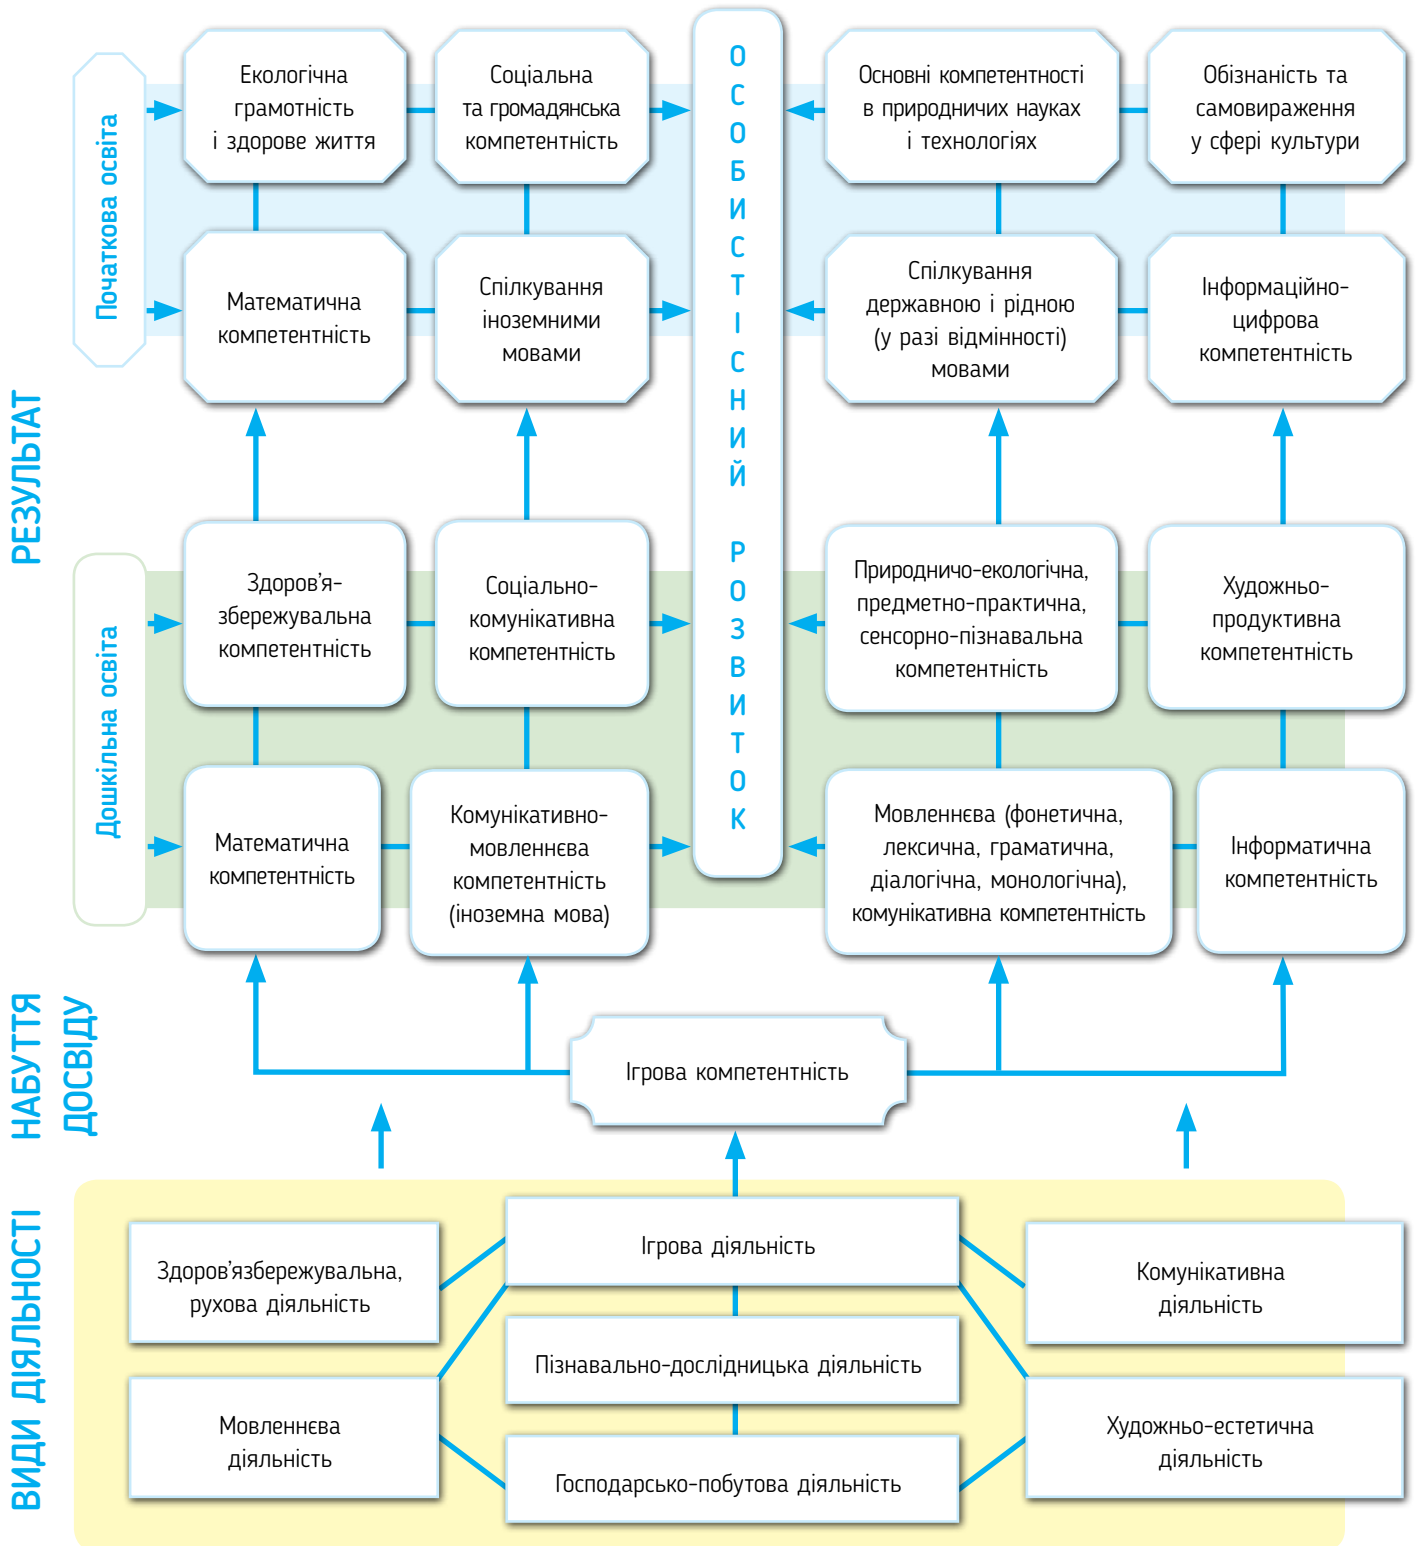 РЕЗУЛЬТАТ
Початкова освіта
Екологічна
грамотність
і здорове життя
Соціальна
та громадянська
компетентність
ОСОБИСТІСНИЙ РОЗВИТОК
Основні компетентності
в природничих науках
і технологіях
Обізнаність та
самовираження
у сфері культури
Математична
компетентність
Спілкування
іноземними
мовами
Спілкування
державною і рідною
(у разі відмінності)
мовами
Інформаційно-
цифрова
компетентність
Дошкільна освіта
Здоров’я-
збережувальна
компетентність
Соціально-
комунікативна
компетентність
Природничо-екологічна,
предметно-практична,
сенсорно-пізнавальна
компетентність
Художньо-
продуктивна
компетентність
Математична
компетентність
Комунікативно-
мовленнєва
компетентність
(іноземна мова)
Мовленнєва (фонетична,
лексична, граматична,
діалогічна, монологічна),
комунікативна компетентність
Інформатична
компетентність
НАБУТТЯ
ДОСВІДУ
Ігрова компетентність
ВИДИ ДІЯЛЬНОСТІ
Здоров’язбережувальна,
рухова діяльність
Ігрова діяльність
Комунікативна
діяльність
Пізнавально-дослідницька діяльність
Мовленнєва
діяльність
Господарсько-побутова діяльність
Художньо-естетична
діяльність